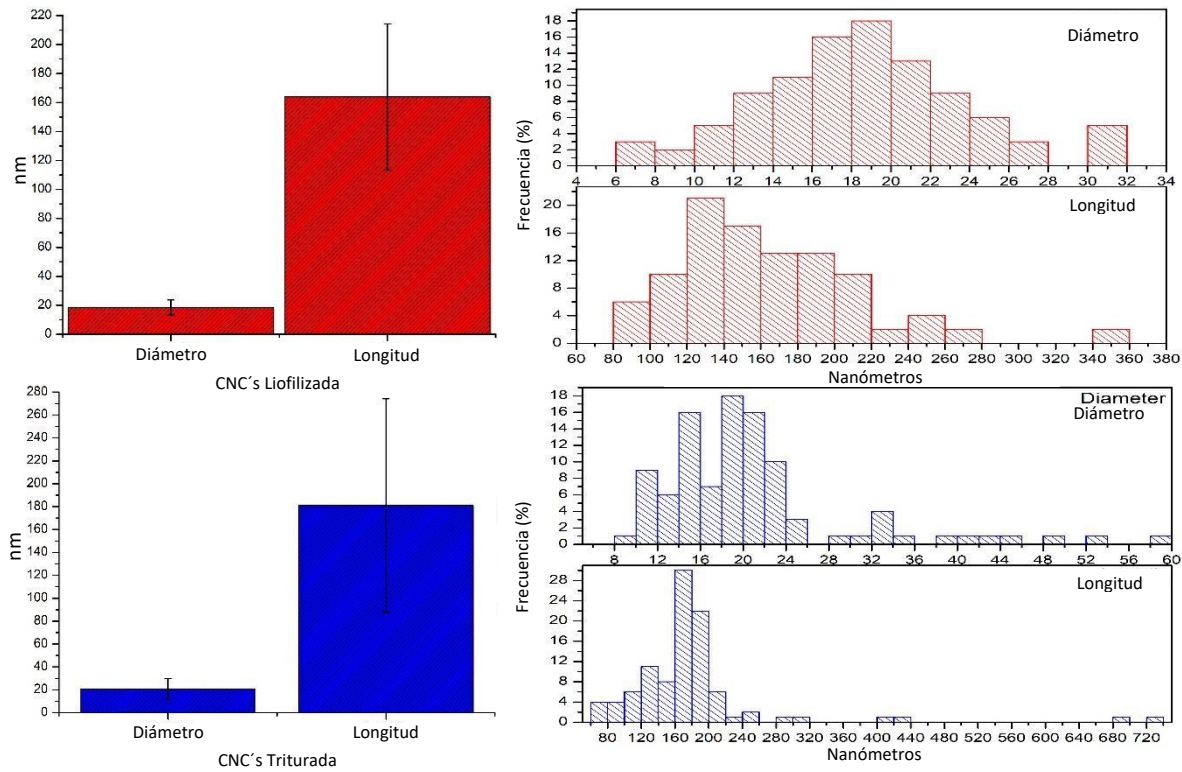 220
200
180
160
140
120
100
80
60
40
20
0
nm
Diámetro
Longitud
CNC´s Liofilizada
18
16
14
12
10
8
6
4
2
0
Diámetro
4 6 8 10 12 14 16 18 20 22 24 26 28 30 32 34
Frecuencia (%)
20
16
12
8
4
0
Longitud
60 80 100 120 140 160 180 200 220 240 260 280 300 320 340 360 380
Nanómetros
280
260
240
220
200
180
160
140
120
100
80
60
40
20
0
nm
Diámetro
Longitud
CNC´s Triturada
18
16
14
12
10
8
6
4
2
0
Diameter
Diámetro
8 12 16 20 24 28 32 36 40 44 48 52 56 60
Frecuencia (%)
28
24
20
16
12
8
4
0
Longitud
80 120 160 200 240 280 320 360 400 440 480 520 560 600 640 680 720
Nanómetros